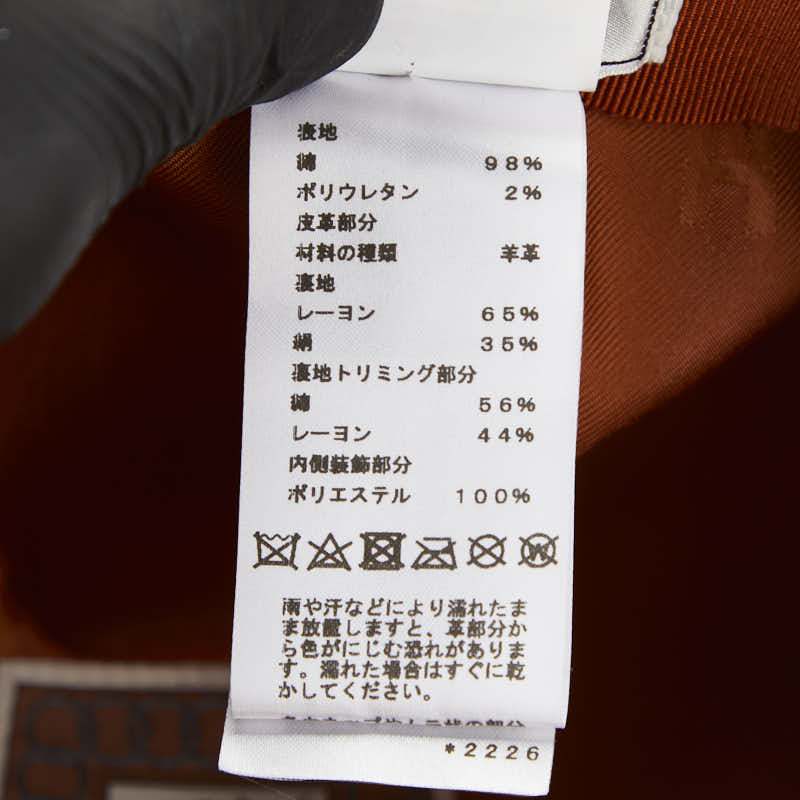 表地
綿 98%
ポリウレタン 2%
皮革部分
材料の種類 羊革
裏地
レーヨン 65%
絹 35%
裏地トリミング部分
綿 56%
レーヨン 44%
内側装飾部分
ポリエステル 100%
雨や汗などにより濡れたま
ま放置しますと、革部分か
ら色がにじむ恐れがありま
す。濡れた場合はすぐに乾
かしてください。
*2226